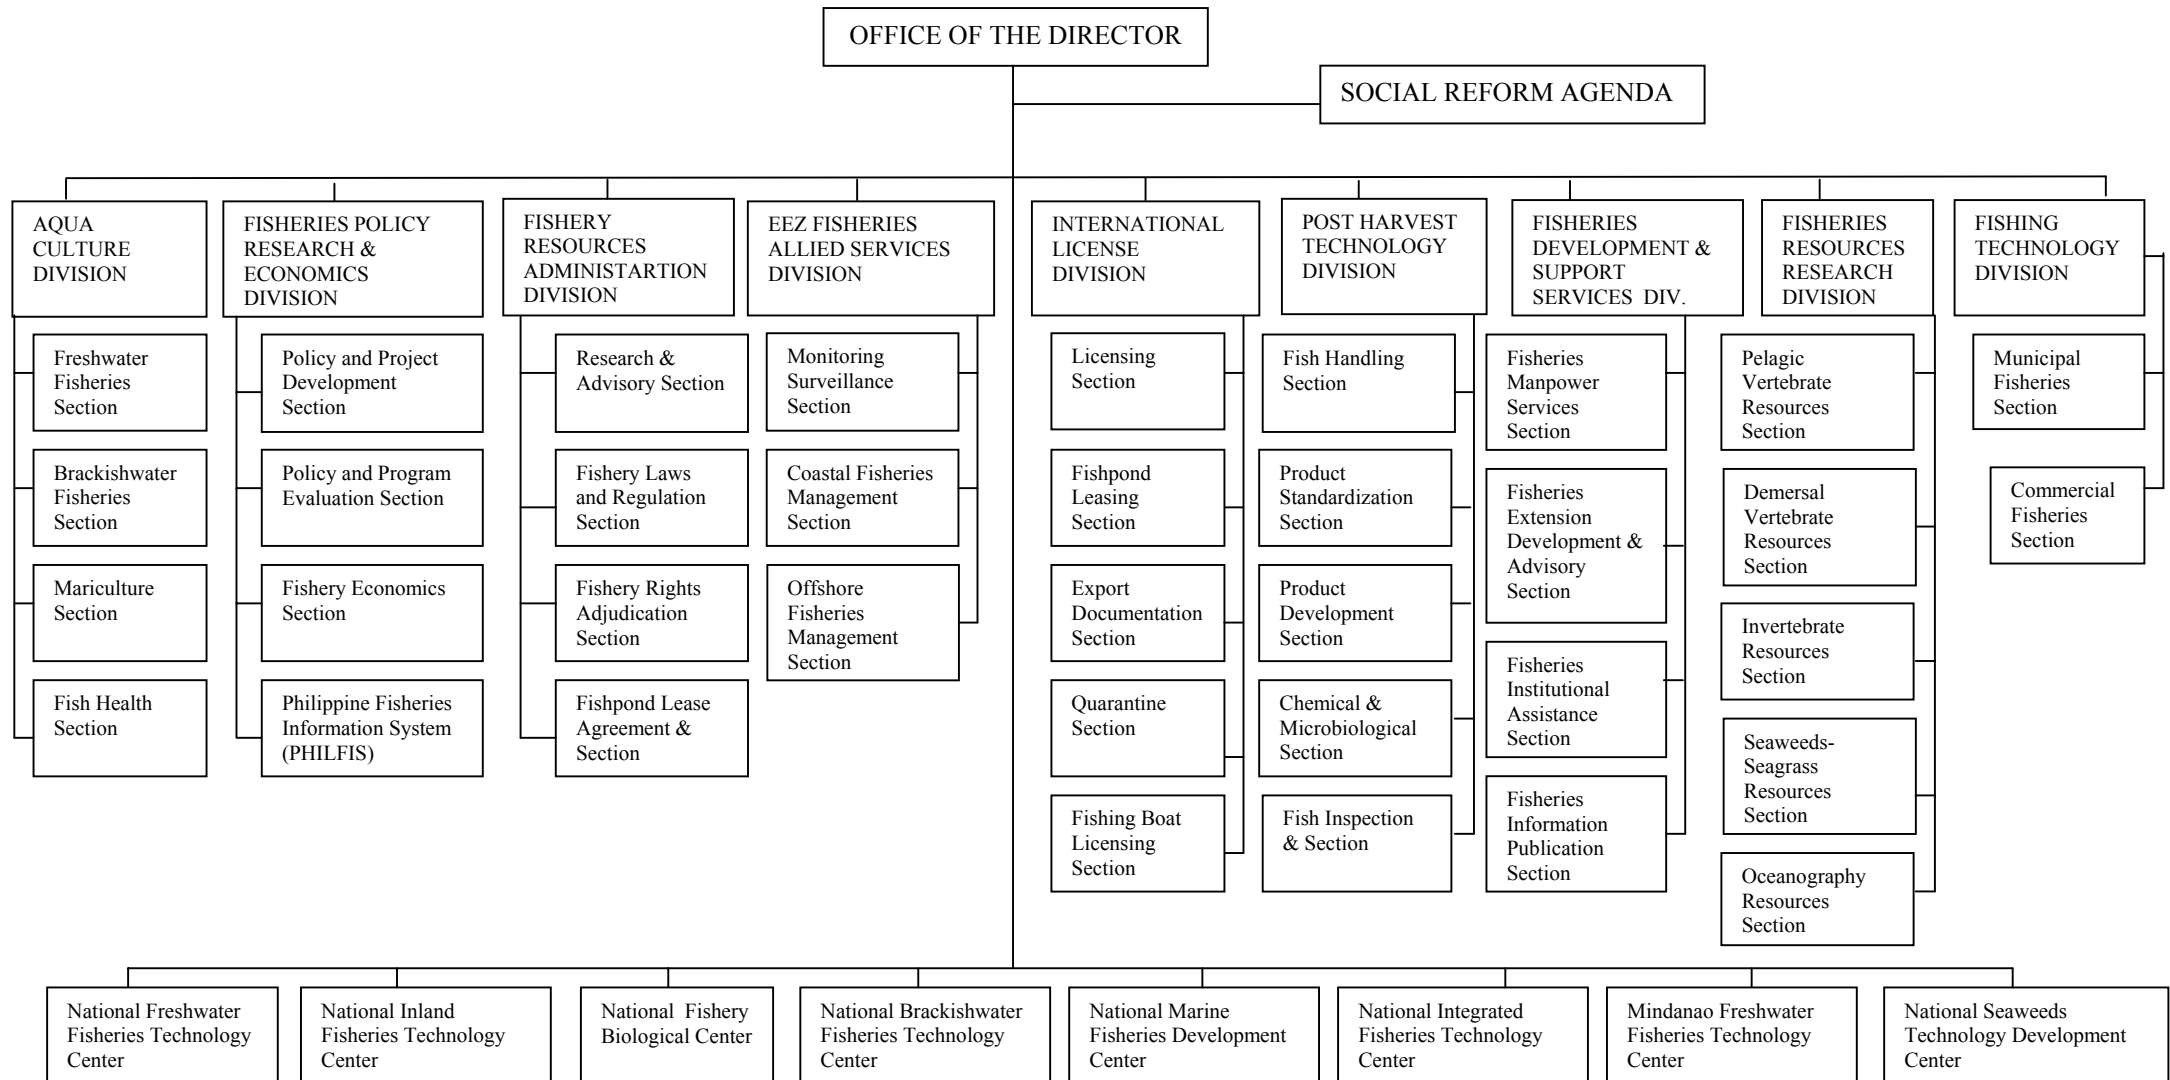 OFFICE OF THE DIRECTOR
SOCIAL REFORM AGENDA
AQUA
CULTURE
DIVISION
FISHERIES POLICY
RESEARCH &
ECONOMICS
DIVISION
FISHERY
RESOURCES
ADMINISTARTION
DIVISION
EEZ FISHERIES
ALLIED SERVICES
DIVISION
INTERNATIONAL
LICENSE
DIVISION
POST HARVEST
TECHNOLOGY
DIVISION
FISHERIES
DEVELOPMENT &
SUPPORT
SERVICES DIV.
FISHERIES
RESOURCES
RESEARCH
DIVISION
FISHING
TECHNOLOGY
DIVISION
Freshwater
Fisheries
Section
Brackishwater
Fisheries
Section
Mariculture
Section
Fish Health
Section
Policy and Project
Development
Section
Policy and Program
Evaluation Section
Fishery Economics
Section
Philippine Fisheries
Information System
(PHILFIS)
Research &
Advisory Section
Fishery Laws
and Regulation
Section
Fishery Rights
Adjudication
Section
Fishpond Lease
Agreement &
Section
Monitoring
Surveillance
Section
Coastal Fisheries
Management
Section
Offshore
Fisheries
Management
Section
Licensing
Section
Fishpond
Leasing
Section
Export
Documentation
Section
Quarantine
Section
Fishing Boat
Licensing
Section
Fish Handling
Section
Product
Standardization
Section
Product
Development
Section
Chemical &
Microbiological
Section
Fish Inspection
& Section
Fisheries
Manpower
Services
Section
Fisheries
Extension
Development &
Advisory
Section
Fisheries
Institutional
Assistance
Section
Fisheries
Information
Publication
Section
Pelagic
Vertebrate
Resources
Section
Demersal
Vertebrate
Resources
Section
Invertebrate
Resources
Section
Seaweeds-
Seagrass
Resources
Section
Oceanography
Resources
Section
Municipal
Fisheries
Section
Commercial
Fisheries
Section
National Freshwater
Fisheries Technology
Center
National Inland
Fisheries Technology
Center
National Fishery
Biological Center
National Brackishwater
Fisheries Technology
Center
National Marine
Fisheries Development
Center
National Integrated
Fisheries Technology
Center
Mindanao Freshwater
Fisheries Technology
Center
National Seaweeds
Technology Development
Center